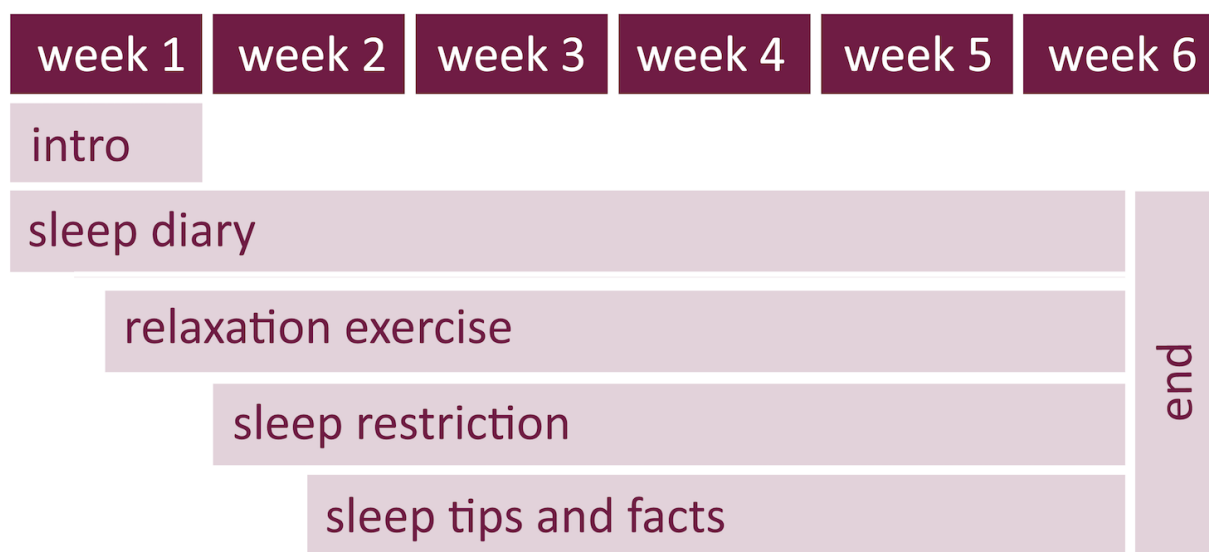 week 1 week 2 week 3 week 4 week 5 week 6
intro
sleep diary
relaxation exercise
sleep restriction
sleep tips and facts
end